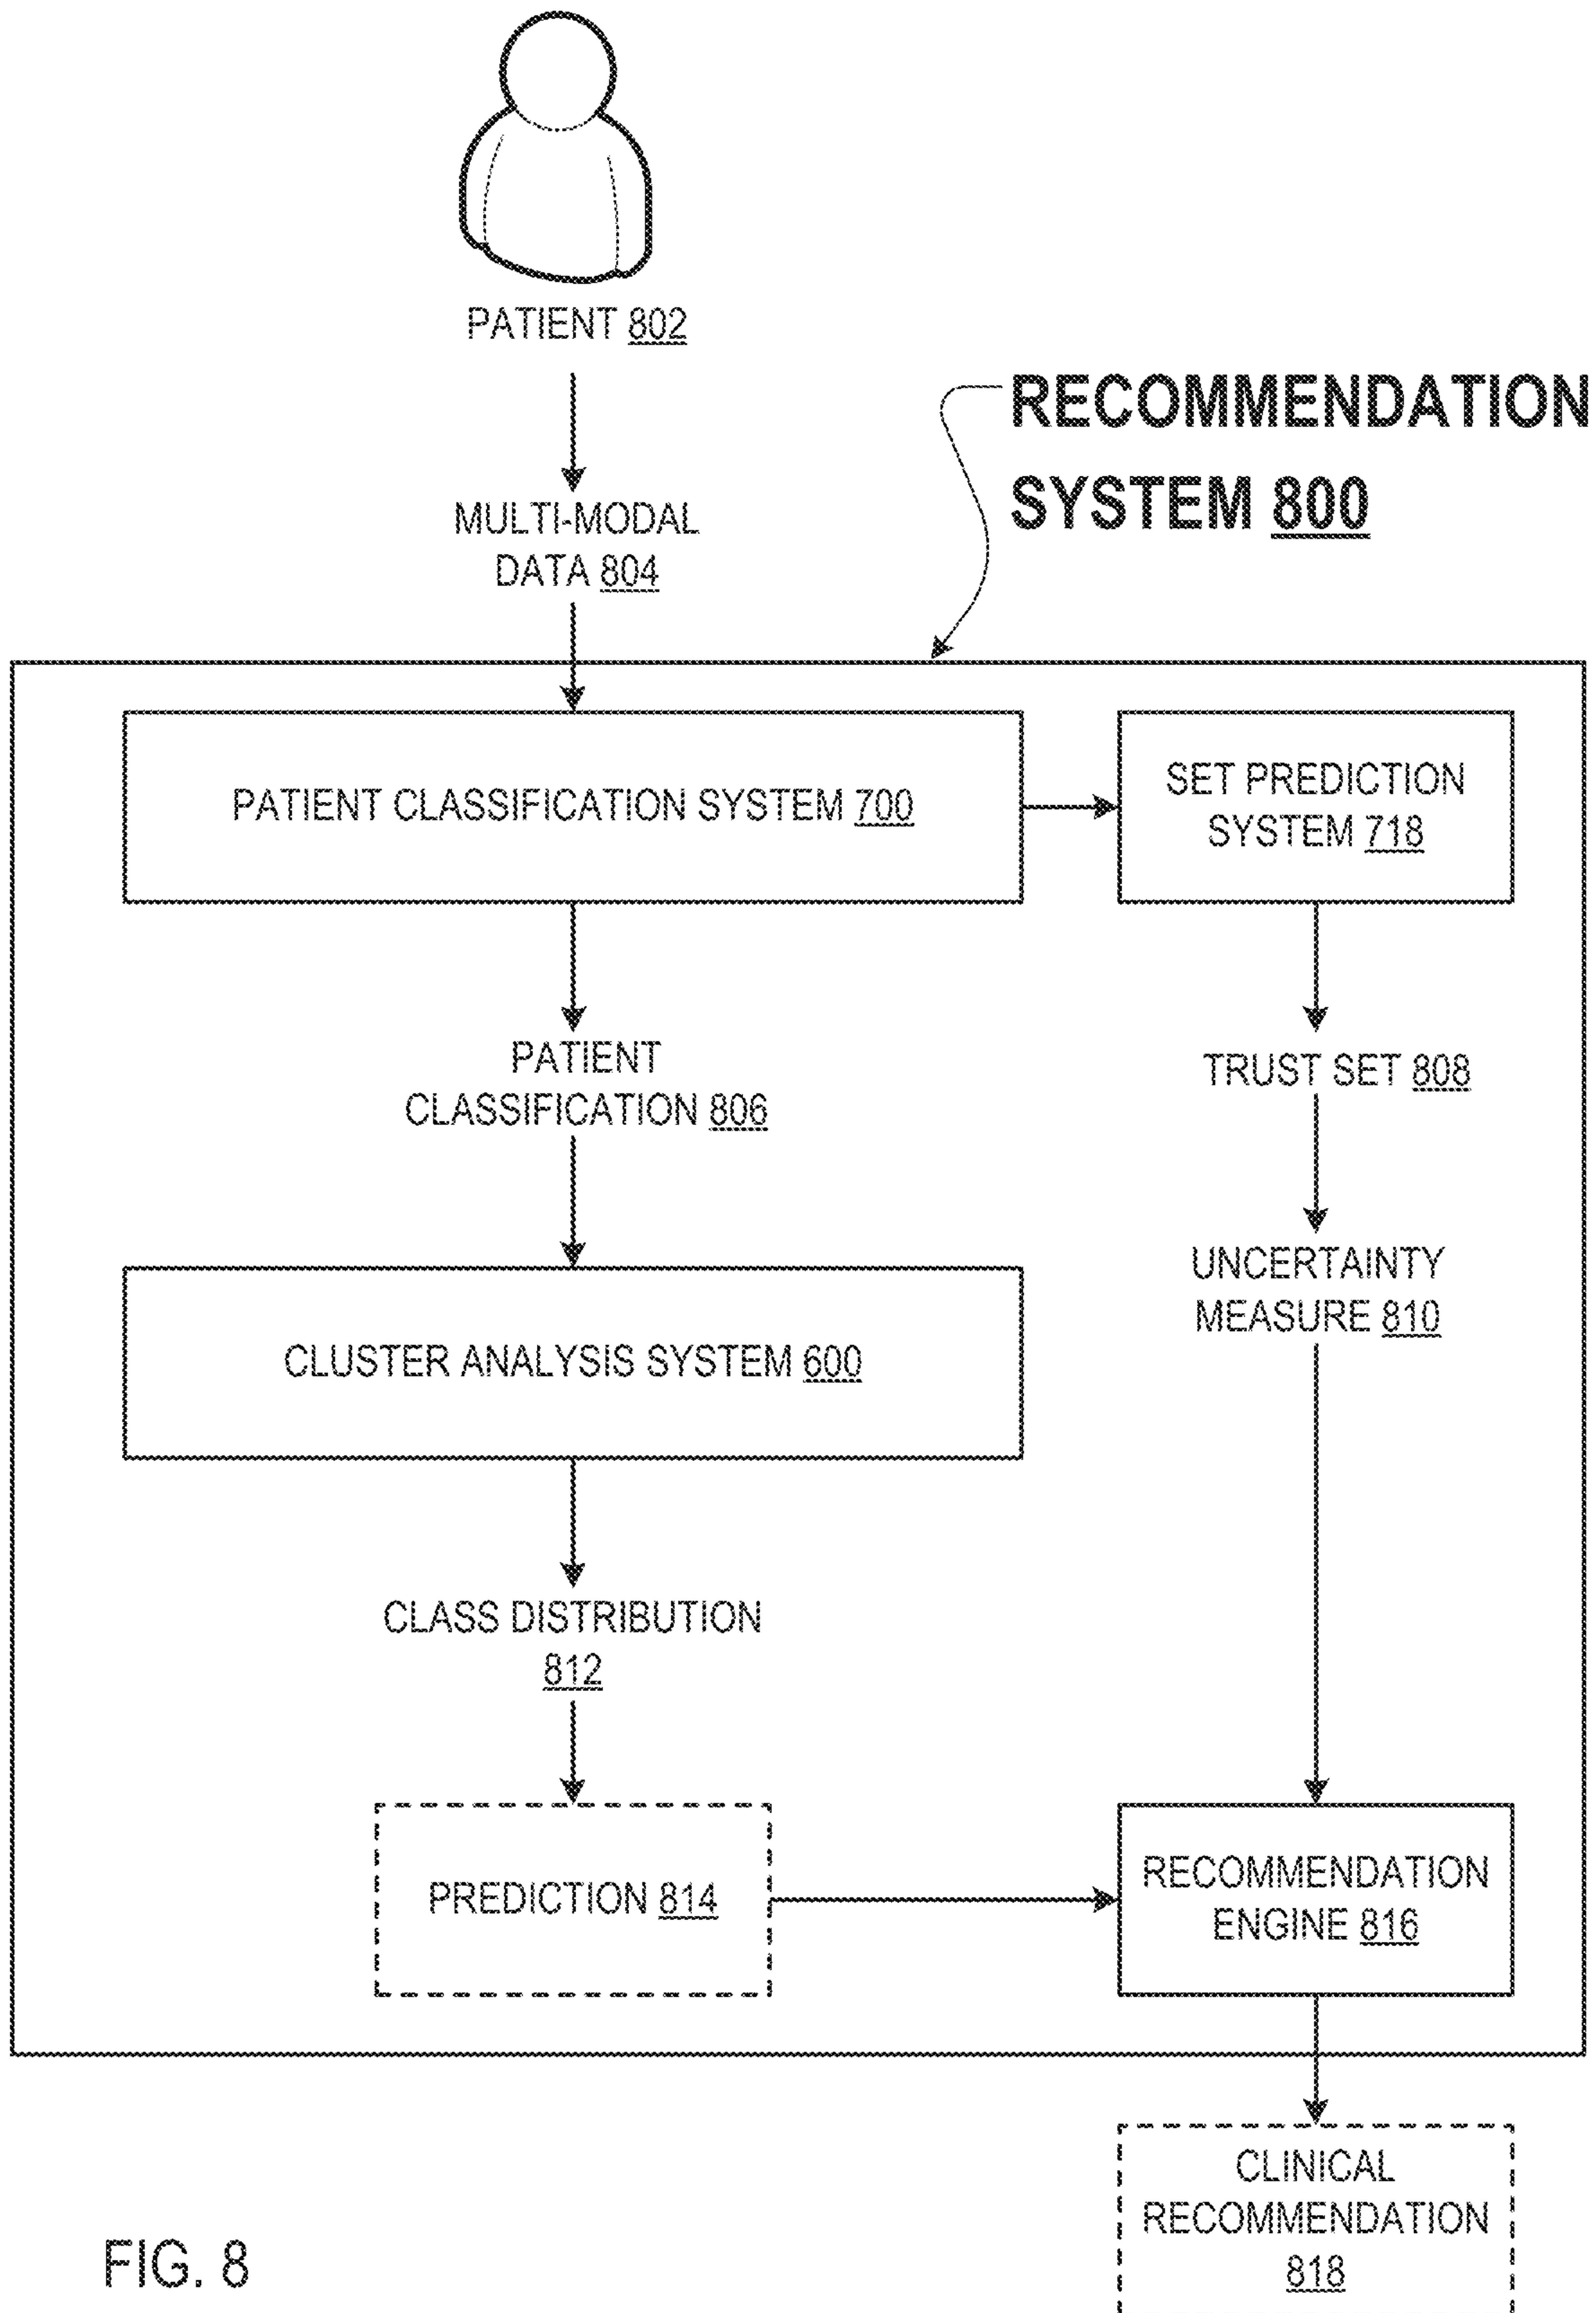 PATIENT 802
RECOMMENDATION
SYSTEM 800
MULTI-MODAL
DATA 804
PATIENT CLASSIFICATION SYSTEM 700
SET PREDICTION
SYSTEM 718
PATIENT
CLASSIFICATION 806
TRUST SET 808
UNCERTAINTY
MEASURE 810
CLUSTER ANALYSIS SYSTEM 600
CLASS DISTRIBUTION
812
PREDICTION 814
RECOMMENDATION
ENGINE 816
CLINICAL
RECOMMENDATION
818
FIG. 8